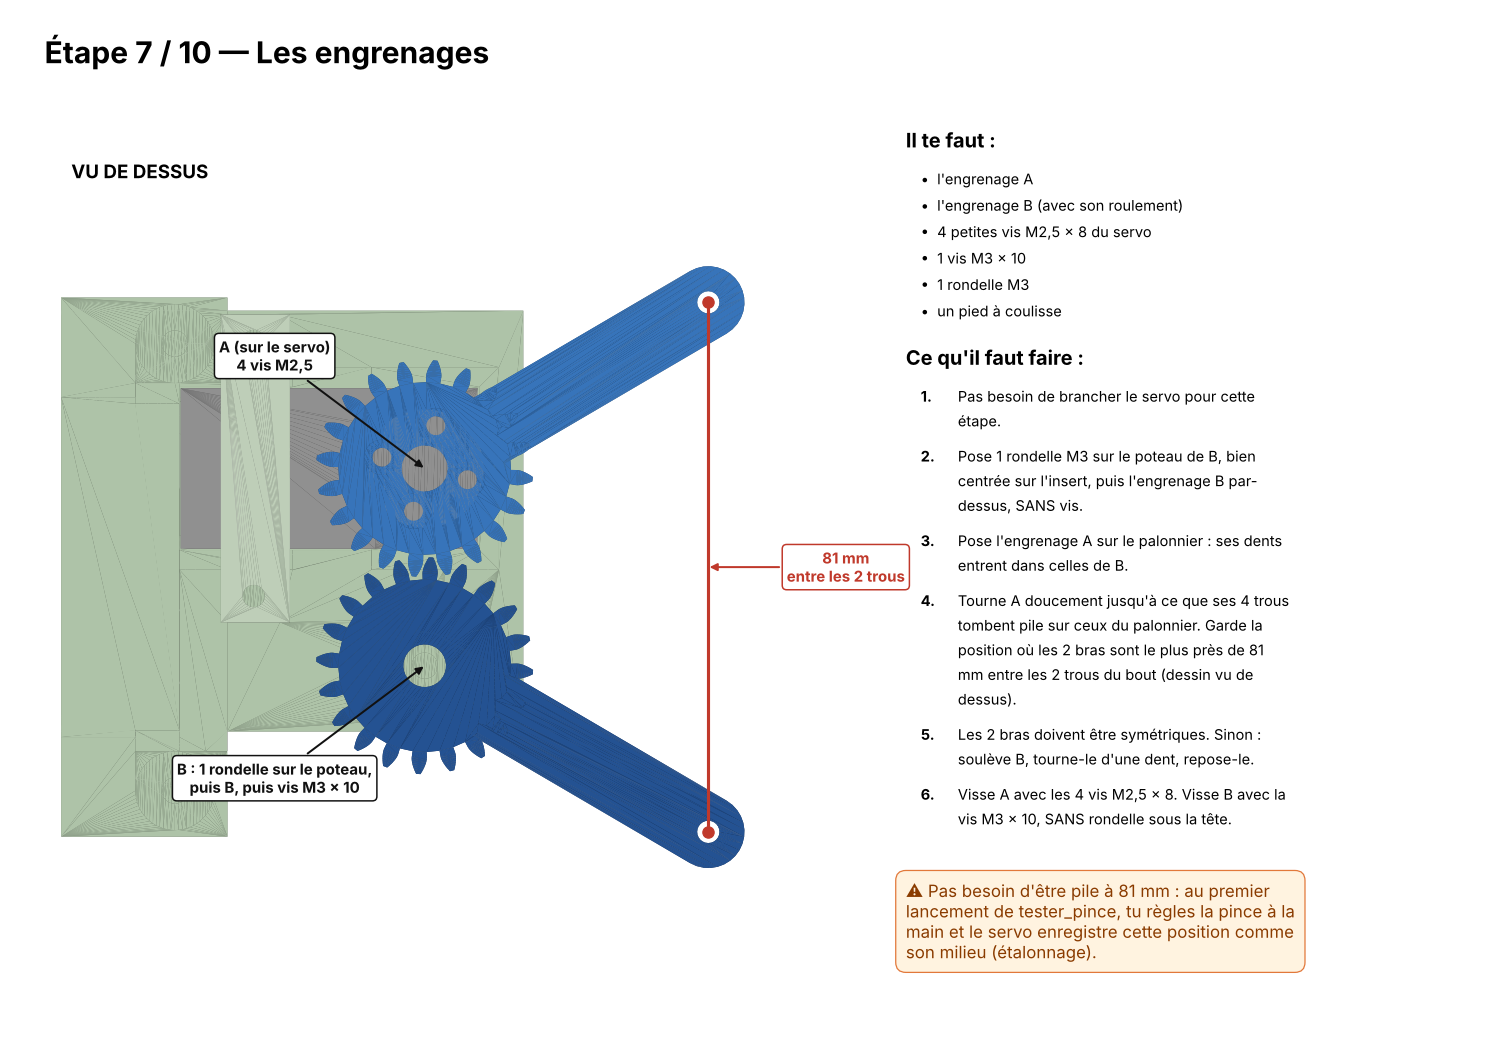 Étape 7 / 10 — Les engrenages
VU DE DESSUS
A (sur le servo)
4 vis M2,5
81 mm
entre les 2 trous
B : 1 rondelle sur le poteau,
puis B, puis vis M3 × 10
Il te faut :
• l'engrenage A
• l'engrenage B (avec son roulement)
• 4 petites vis M2,5 × 8 du servo
• 1 vis M3 × 10
• 1 rondelle M3
• un pied à coulisse
Ce qu'il faut faire :
1. Pas besoin de brancher le servo pour cette
étape.
2. Pose 1 rondelle M3 sur le poteau de B, bien
centrée sur l'insert, puis l'engrenage B par-
dessus, SANS vis.
3. Pose l'engrenage A sur le palonnier : ses dents
entrent dans celles de B.
4. Tourne A doucement jusqu'à ce que ses 4 trous
tombent pile sur ceux du palonnier. Garde la
position où les 2 bras sont le plus près de 81
mm entre les 2 trous du bout (dessin vu de
dessus).
5. Les 2 bras doivent être symétriques. Sinon :
soulève B, tourne-le d'une dent, repose-le.
6. Visse A avec les 4 vis M2,5 × 8. Visse B avec la
vis M3 × 10, SANS rondelle sous la tête.
⚠ Pas besoin d'être pile à 81 mm : au premier
lancement de tester_pince, tu règles la pince à la
main et le servo enregistre cette position comme
son milieu (étalonnage).